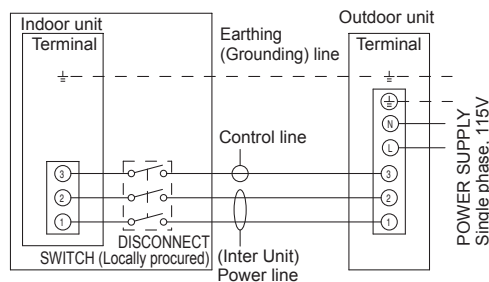 Indoor unit
Terminal
Earthing
(Grounding) line
Outdoor unit
Terminal
N
L
Control line
3
2
1
3
2
1
DISCONNECT
SWITCH (Locally procured)
(Inter Unit)
Power line
POWER SUPPLY
Single phase, 115V